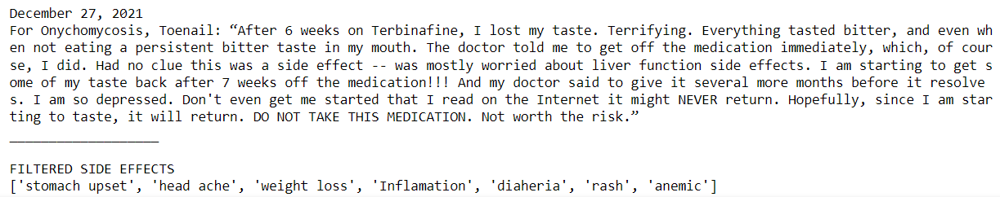 December 27, 2021
For Onychomycosis, Toenail: “After 6 weeks on Terbinafine, I lost my taste. Terrifying. Everything tasted bitter, and even wh
en not eating a persistent bitter taste in my mouth. The doctor told me to get off the medication immediately, which, of cour
se, I did. Had no clue this was a side effect -- was mostly worried about liver function side effects. I am starting to get s
ome of my taste back after 7 weeks off the medication!!! And my doctor said to give it several more months before it resolve
s. I am so depressed. Don't even get me started that I read on the Internet it might NEVER return. Hopefully, since I am star
ting to taste, it will return. DO NOT TAKE THIS MEDICATION. Not worth the risk.”
___________________
FILTERED SIDE EFFECTS
['stomach upset', 'head ache', 'weight loss', 'Inflamation', 'diaheria', 'rash', 'anemic']